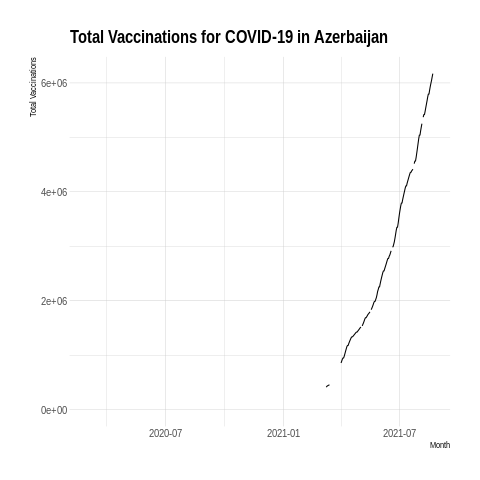 Total Vaccinations for COVID-19 in Azerbaijan
Total Vaccinations
6e+06
4e+06
2e+06
0e+00
2020-07 2021-01 2021-07
Month